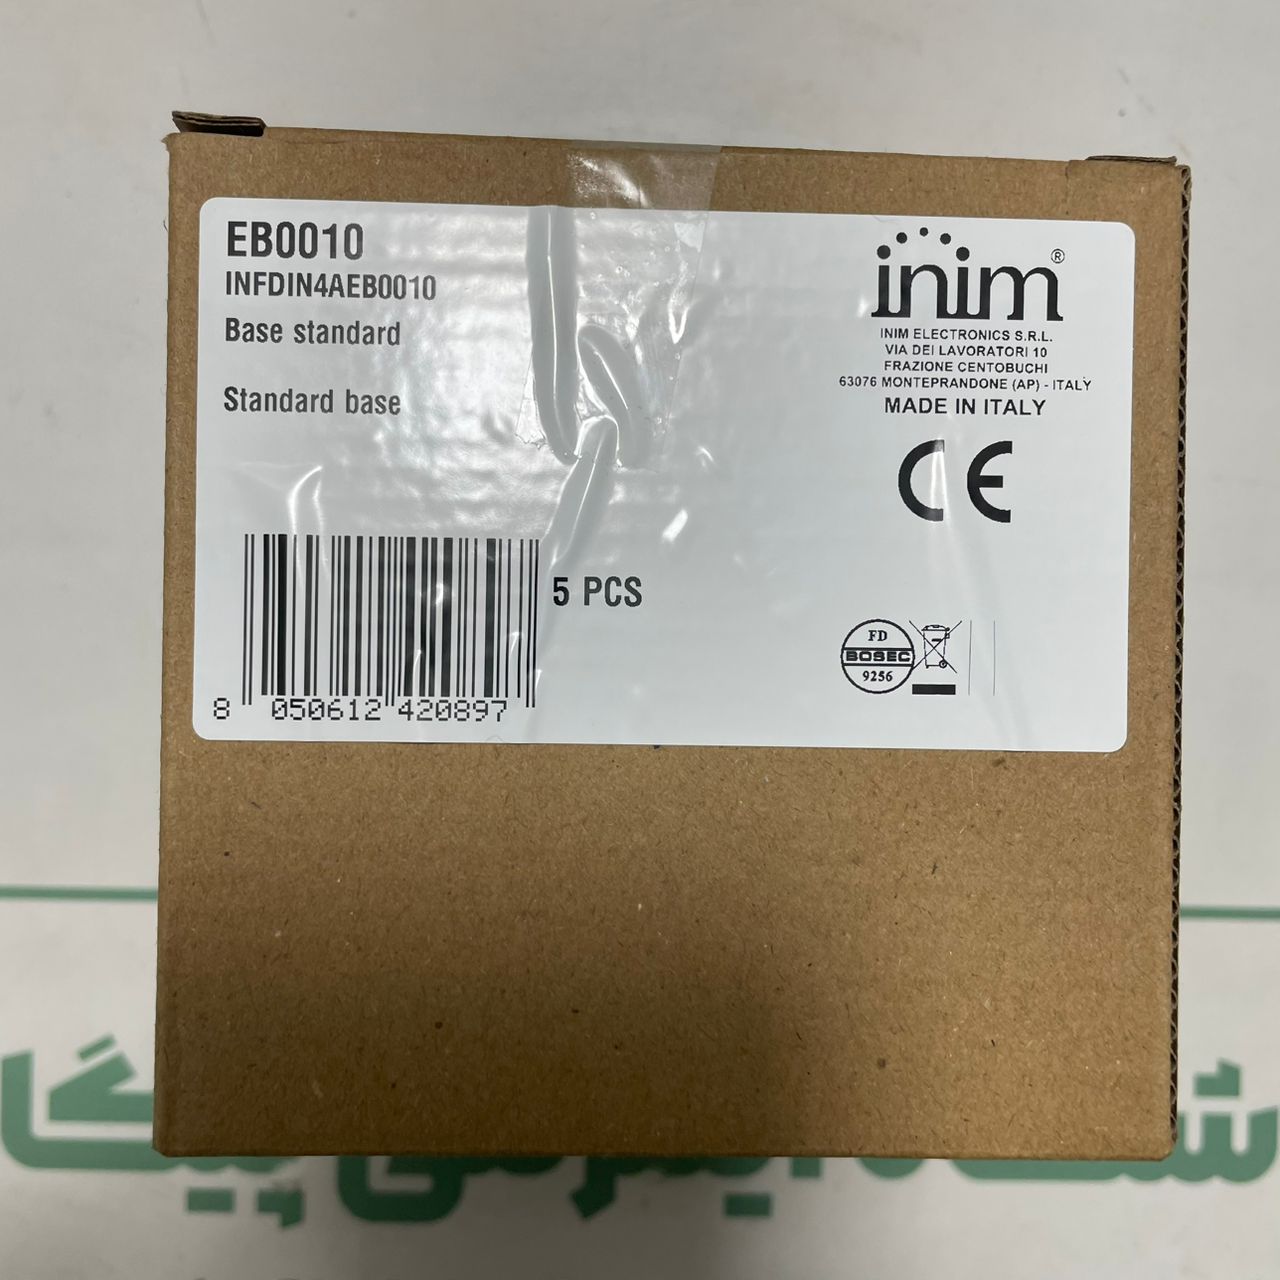 EB0010
INFDIN4AEB0010
Base standard
Standard base
inim®
INIM ELECTRONICS S.R.L.
VIA DEI LAVORATORI 10
FRAZIONE CENTOBUCHI
63076 MONTEPRANDONE (AP) - ITALY
MADE IN ITALY
CE
5 PCS
FD
BOSEC
9256
8 050612 420897